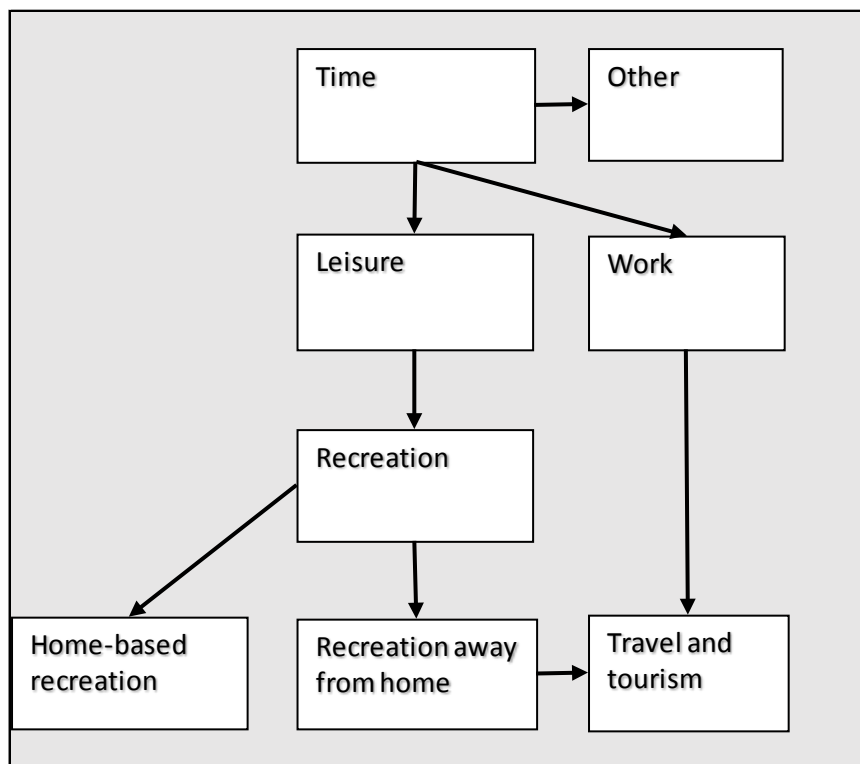 Time
Other
Leisure
Work
Recreation
Home-based
recreation
Recreation away
from home
Travel and
tourism